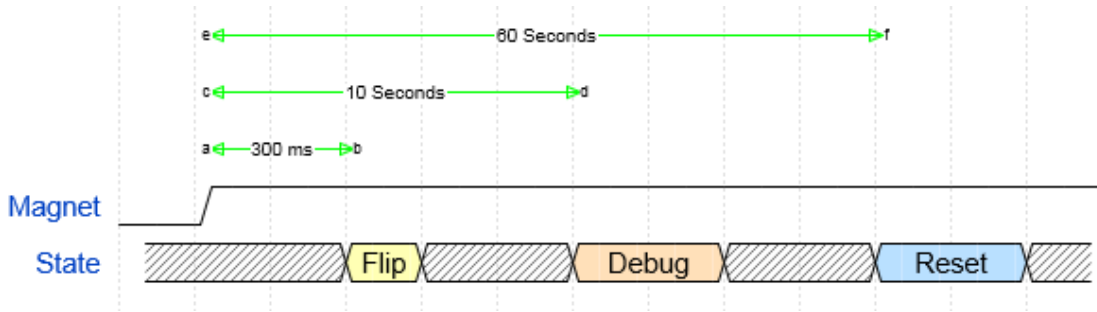 e 60 Seconds f
c 10 Seconds d
a 300 ms b
Magnet
State Flip Debug Reset